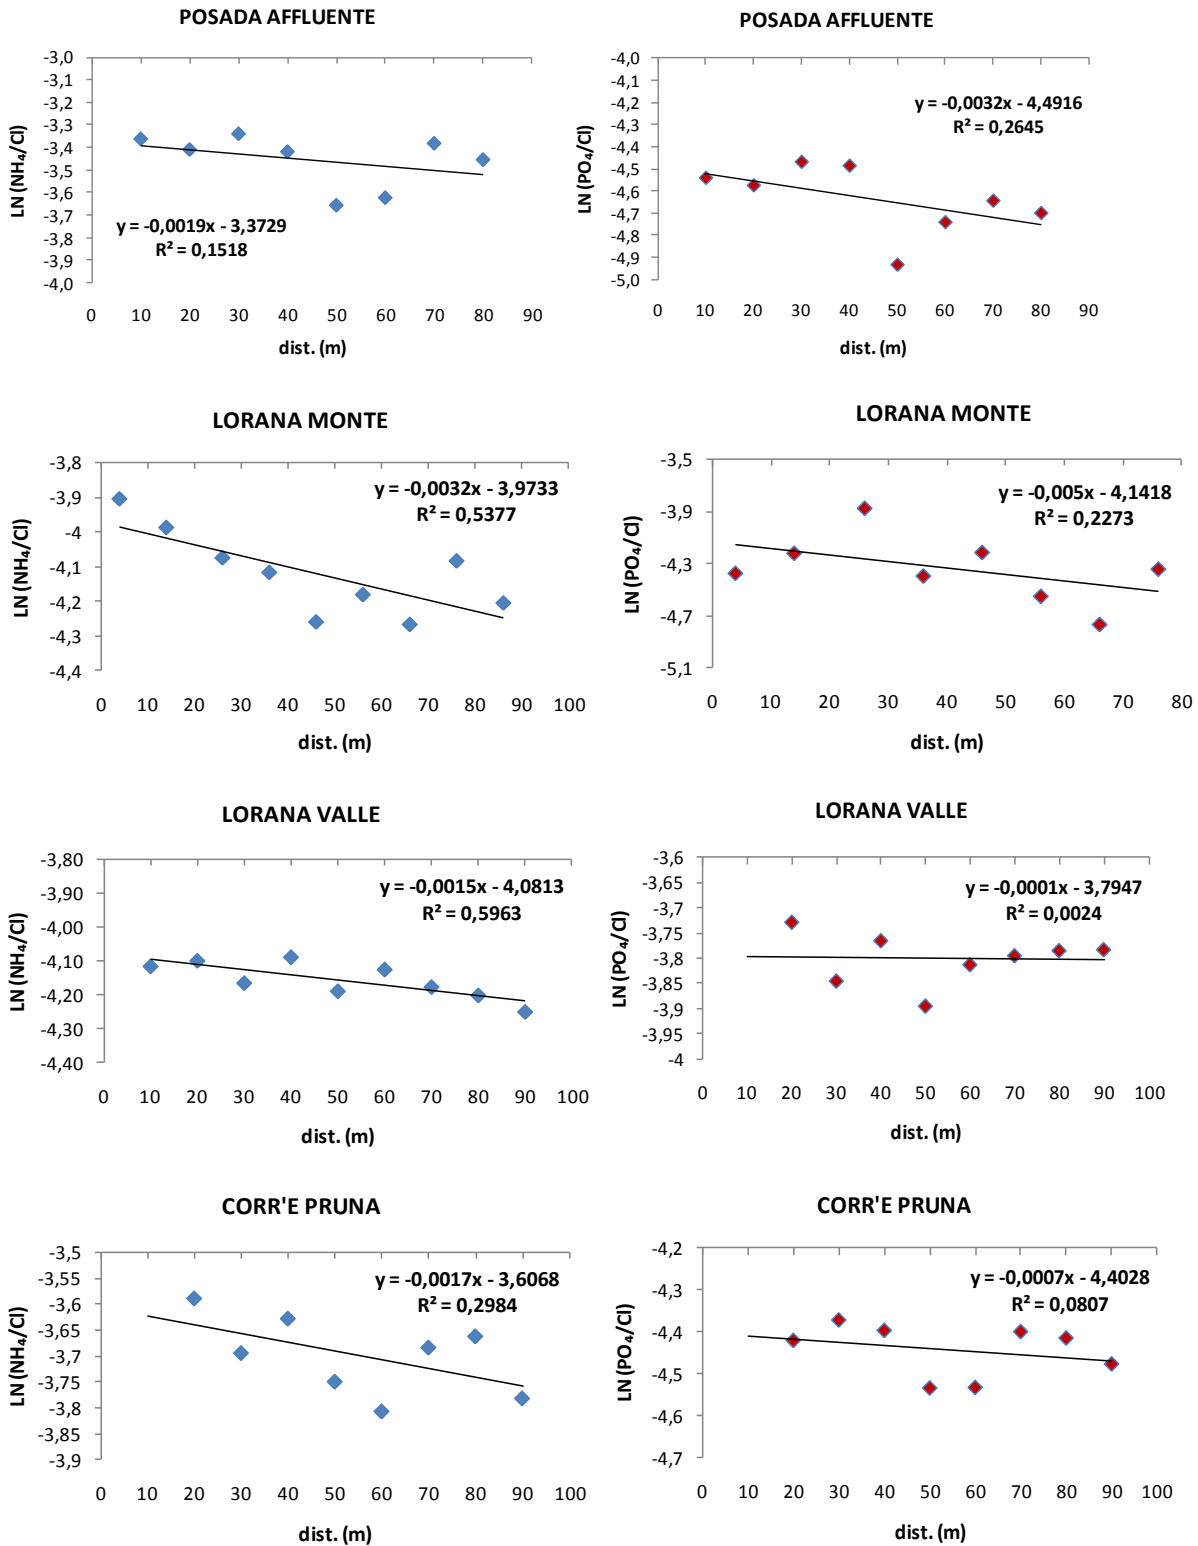 POSADA AFFLUENTE
-3,0
-3,1
-3,2
-3,3
-3,4
-3,5
-3,6
-3,7
-3,8
-3,9
-4,0
LN (NH₄/Cl)
y = -0,0019x - 3,3729
R² = 0,1518
0 10 20 30 40 50 60 70 80 90
dist. (m)
POSADA AFFLUENTE
-4,0
-4,1
-4,2
-4,3
-4,4
-4,5
-4,6
-4,7
-4,8
-4,9
-5,0
LN (PO₄/Cl)
y = -0,0032x - 4,4916
R² = 0,2645
0 10 20 30 40 50 60 70 80 90
dist. (m)
LORANA MONTE
-3,8
-3,9
-4
-4,1
-4,2
-4,3
-4,4
LN (NH₄/Cl)
y = -0,0032x - 3,9733
R² = 0,5377
0 10 20 30 40 50 60 70 80 90 100
dist. (m)
LORANA MONTE
-3,5
-3,9
-4,3
-4,7
-5,1
LN (PO₄/Cl)
y = -0,005x - 4,1418
R² = 0,2273
0 10 20 30 40 50 60 70 80
dist. (m)
LORANA VALLE
-3,80
-3,90
-4,00
-4,10
-4,20
-4,30
-4,40
LN (NH₄/Cl)
y = -0,0015x - 4,0813
R² = 0,5963
0 10 20 30 40 50 60 70 80 90 100
dist. (m)
LORANA VALLE
-3,6
-3,65
-3,7
-3,75
-3,8
-3,85
-3,9
-3,95
-4
LN (PO₄/Cl)
y = -0,0001x - 3,7947
R² = 0,0024
0 10 20 30 40 50 60 70 80 90 100
dist. (m)
CORR'E PRUNA
-3,5
-3,55
-3,6
-3,65
-3,7
-3,75
-3,8
-3,85
-3,9
LN (NH₄/Cl)
y = -0,0017x - 3,6068
R² = 0,2984
0 10 20 30 40 50 60 70 80 90 100
dist. (m)
CORR'E PRUNA
-4,2
-4,3
-4,4
-4,5
-4,6
-4,7
LN (PO₄/Cl)
y = -0,0007x - 4,4028
R² = 0,0807
0 10 20 30 40 50 60 70 80 90 100
dist. (m)